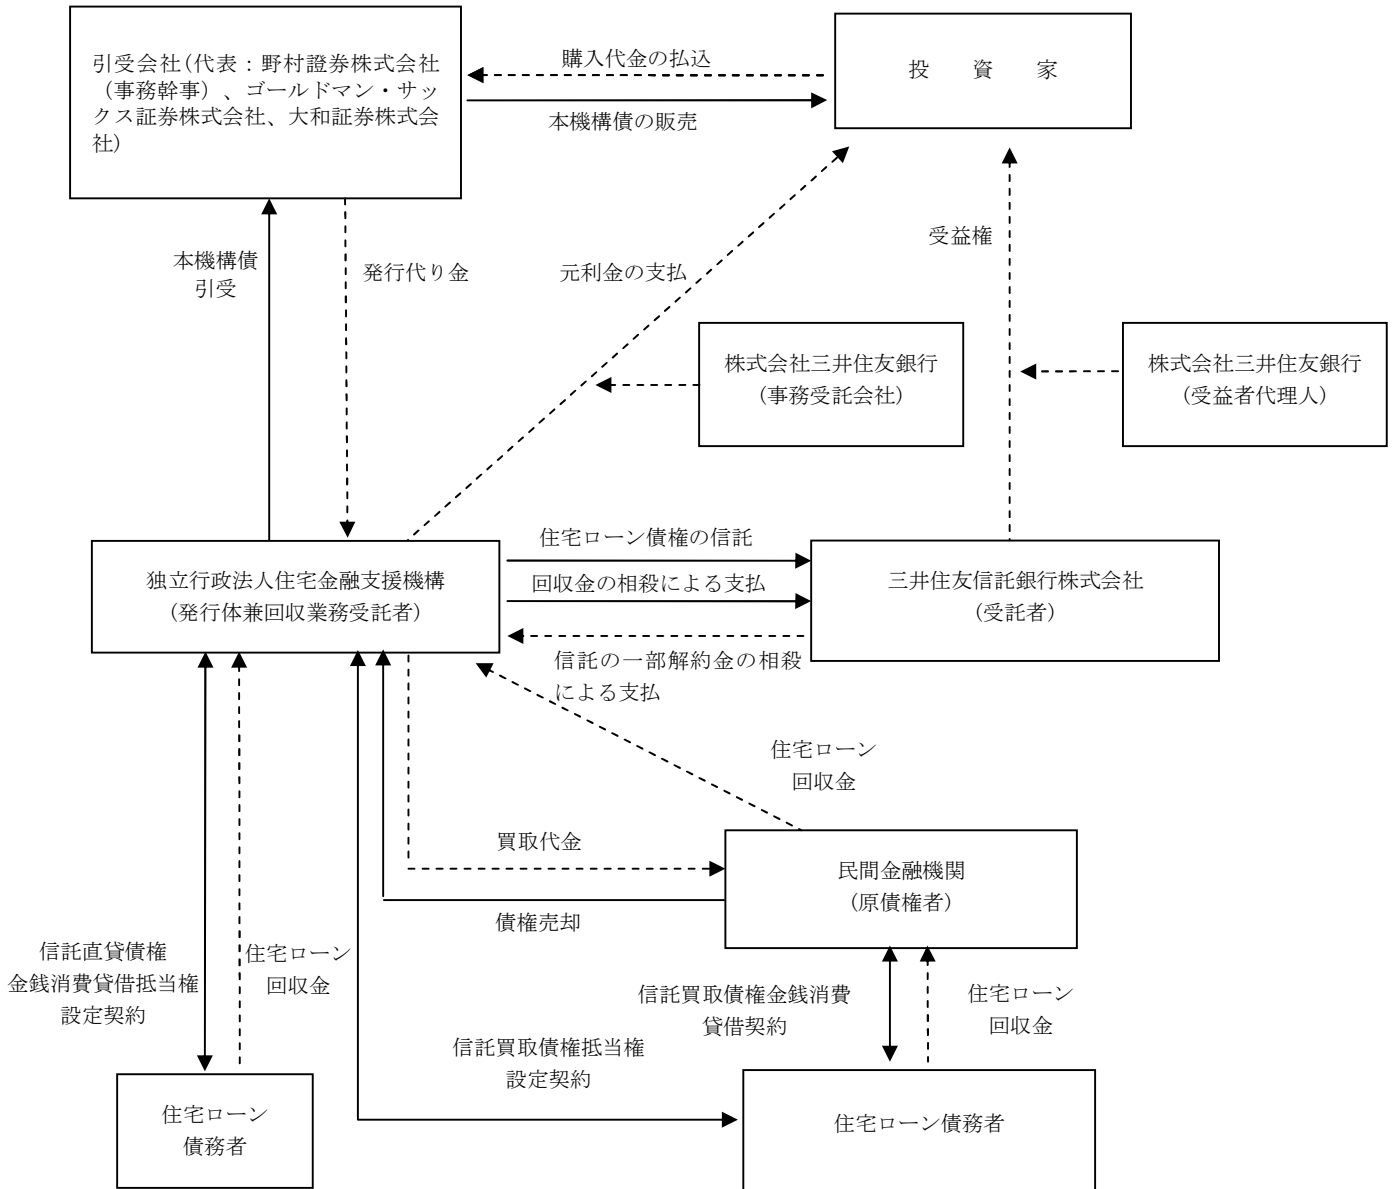 引受会社(代表：野村證券株式会社
（事務幹事）、ゴールドマン・サッ
クス証券株式会社、大和証券株式会
社)
購入代金の払込
本機構債の販売
投　資　家
本機構債
引受
発行代り金
元利金の支払
受益権
株式会社三井住友銀行
（事務受託会社）
株式会社三井住友銀行
（受益者代理人）
独立行政法人住宅金融支援機構
（発行体兼回収業務受託者）
住宅ローン債権の信託
回収金の相殺による支払
信託の一部解約金の相殺
による支払
三井住友信託銀行株式会社
（受託者）
住宅ローン
回収金
買取代金
債権売却
民間金融機関
（原債権者）
信託直貸債権
金銭消費貸借抵当権
設定契約
住宅ローン
回収金
信託買取債権金銭消費
貸借契約
住宅ローン
回収金
信託買取債権抵当権
設定契約
住宅ローン
債務者
住宅ローン債務者